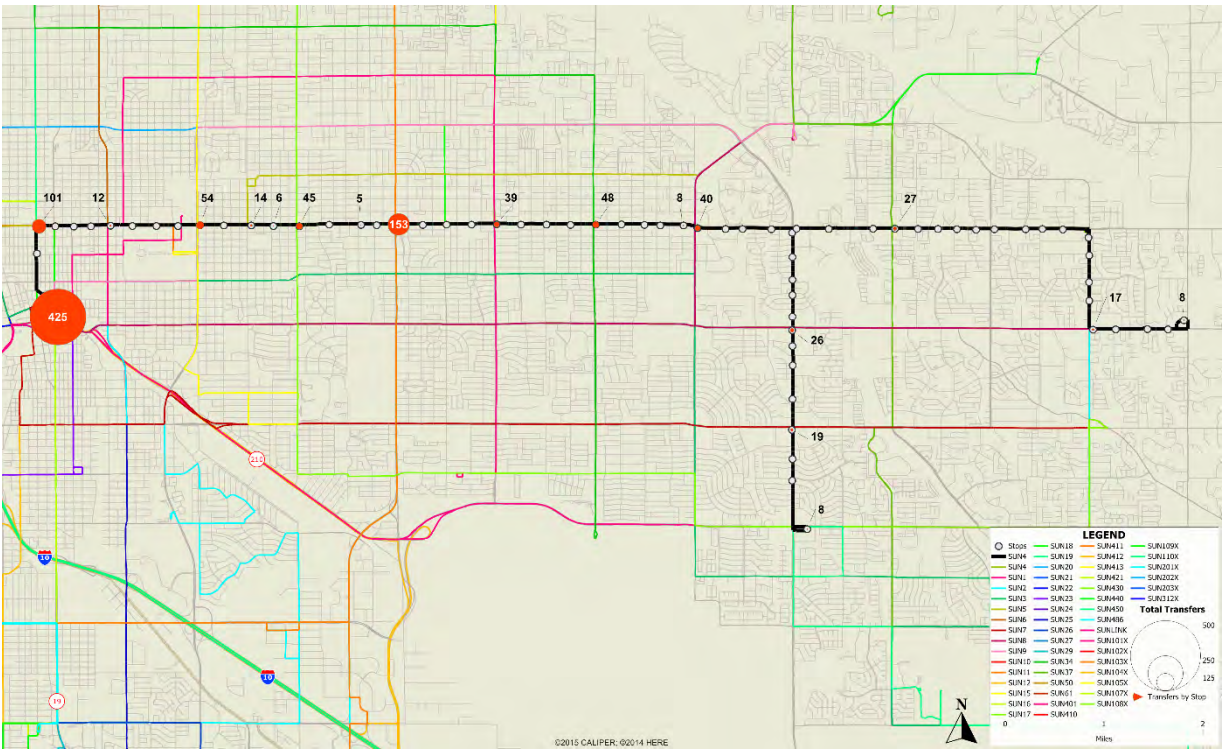 101
12
54
14
6
45
5
153
39
48
8
40
27
425
26
17
8
19
210
8
10
10
19
LEGEND
Stops
SUN4
SUN4
SUN1
SUN2
SUN3
SUN5
SUN6
SUN7
SUN8
SUN9
SUN10
SUN11
SUN12
SUN15
SUN16
SUN17
SUN18
SUN19
SUN20
SUN21
SUN22
SUN23
SUN24
SUN25
SUN26
SUN27
SUN29
SUN34
SUN37
SUN50
SUN61
SUN401
SUN410
SUN411
SUN412
SUN413
SUN421
SUN430
SUN440
SUN450
SUN486
SUNLINK
SUN101X
SUN102X
SUN103X
SUN104X
SUN105X
SUN107X
SUN108X
SUN109X
SUN110X
SUN201X
SUN202X
SUN203X
SUN312X
Total Transfers
500
250
125
Transfers by Stop
N
0
1
2
Miles
©2015 CALIPER; ©2014 HERE